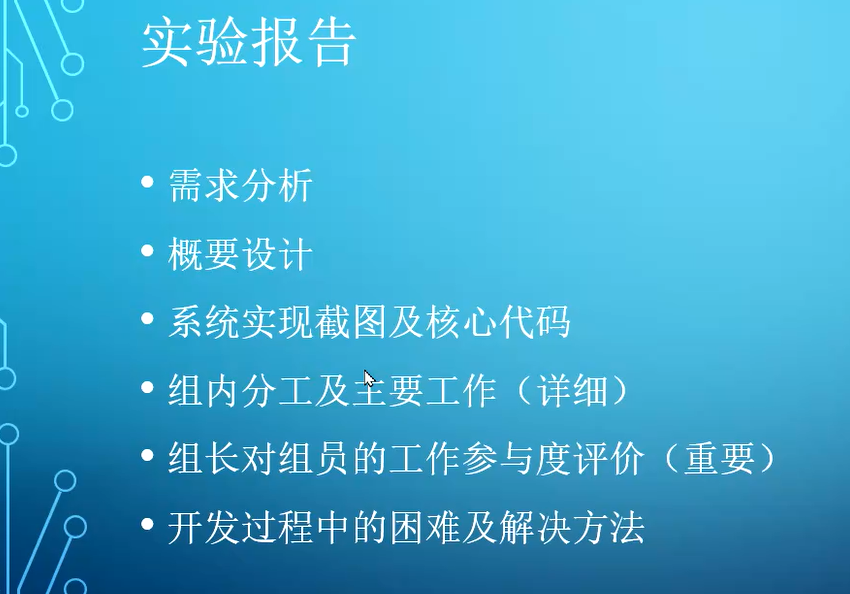 实验报告
• 需求分析
• 概要设计
• 系统实现截图及核心代码
• 组内分工及主要工作（详细）
• 组长对组员的工作参与度评价（重要）
• 开发过程中的困难及解决方法